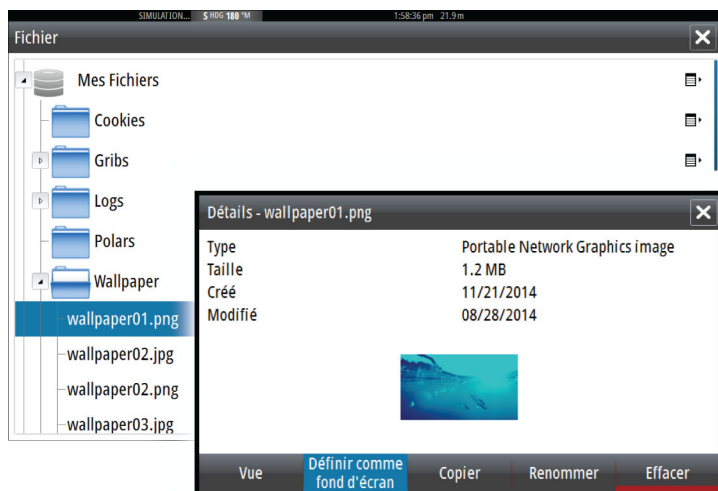 SIMULATION... S HDG 180 °M 1:58:36 pm 21.9 m
Fichier
Mes Fichiers
Cookies
Gribs
Logs
Polars
Wallpaper
wallpaper01.png
wallpaper02.jpg
wallpaper02.png
wallpaper03.jpg
Détails - wallpaper01.png
Type Portable Network Graphics image
Taille 1.2 MB
Créé 11/21/2014
Modifié 08/28/2014
Vue
Définir comme
fond d'écran
Copier
Renommer
Effacer